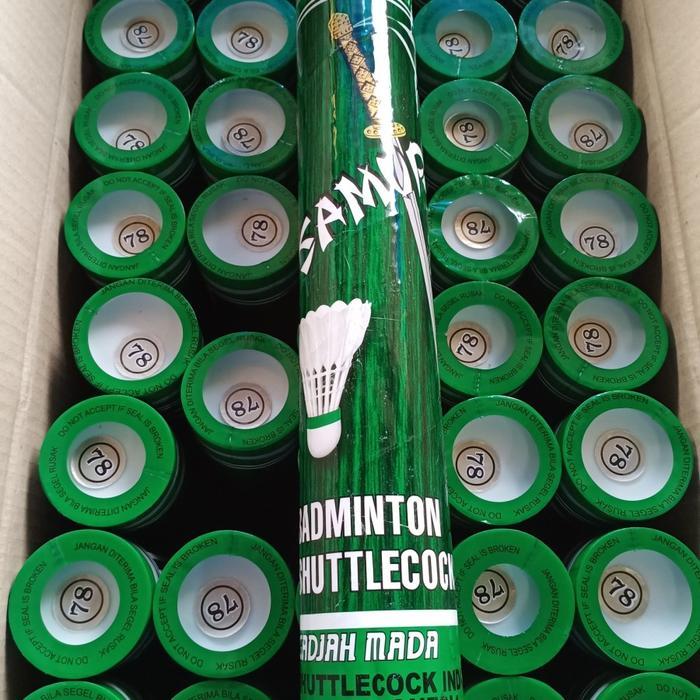 SAMU
BADMINTON
SHUTTLECOCK
GADJAH MADA
SHUTTLECOCK IND
78
DO NOT ACCEPT IF SEAL IS BROKEN
JANGAN DITERIMA BILA SEGEL RUSAK